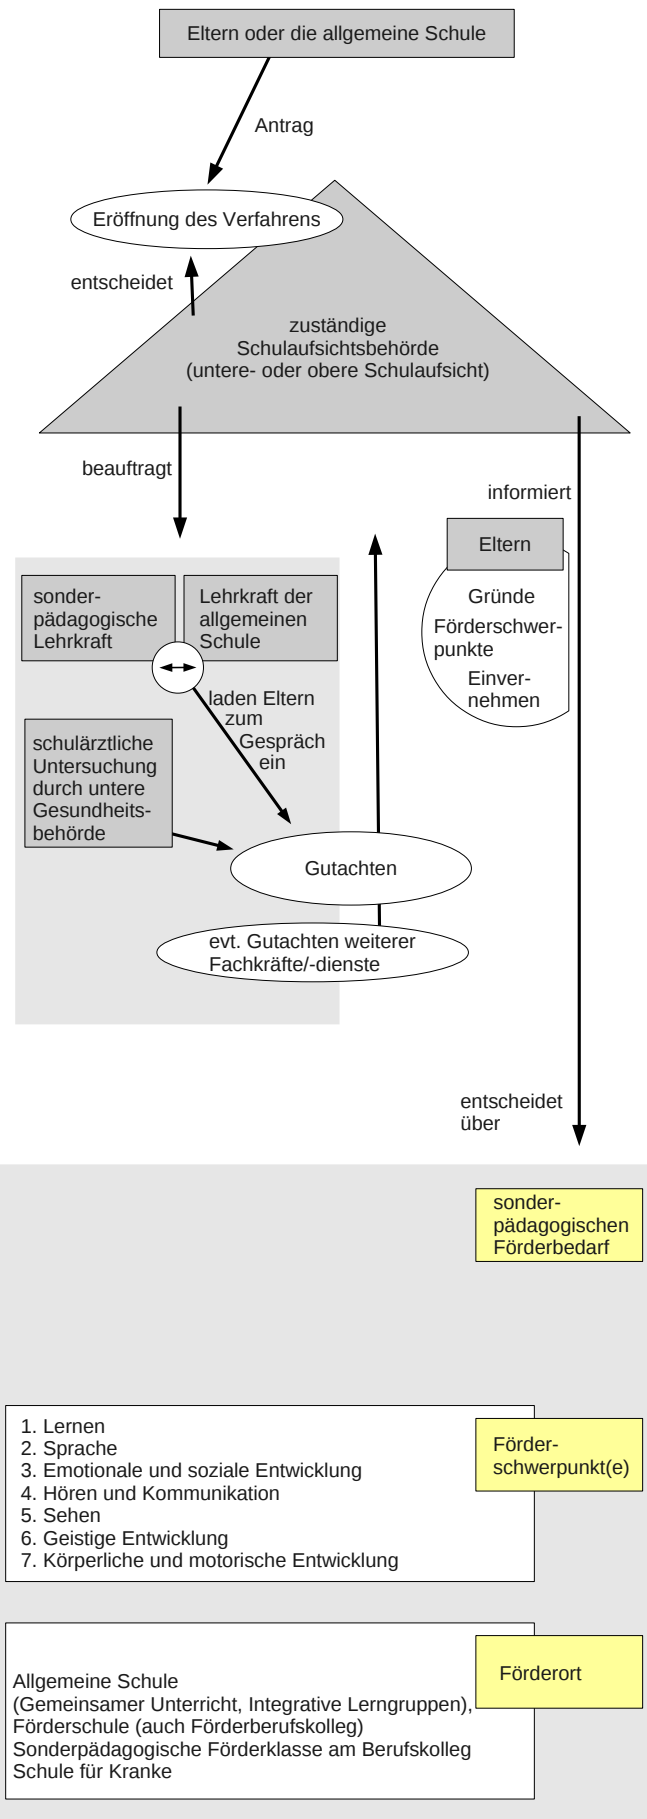 Eltern oder die allgemeine Schule
Antrag
Eröffnung des Verfahrens
entscheidet
zuständige
Schulaufsichtsbehörde
(untere- oder obere Schulaufsicht)
beauftragt
informiert
Eltern
Gründe
Förderschwer-
punkte
Einver-
nehmen
sonder-
pädagogische
Lehrkraft
Lehrkraft der
allgemeinen
Schule
laden Eltern
zum
Gespräch
ein
schulärztliche
Untersuchung
durch untere
Gesundheits-
behörde
Gutachten
evt. Gutachten weiterer
Fachkräfte/-dienste
entscheidet
über
sonder-
pädagogischen
Förderbedarf
1. Lernen
2. Sprache
3. Emotionale und soziale Entwicklung
4. Hören und Kommunikation
5. Sehen
6. Geistige Entwicklung
7. Körperliche und motorische Entwicklung
Förder-
schwerpunkt(e)
Förderort
Allgemeine Schule
(Gemeinsamer Unterricht, Integrative Lerngruppen),
Förderschule (auch Förderberufskolleg)
Sonderpädagogische Förderklasse am Berufskolleg
Schule für Kranke